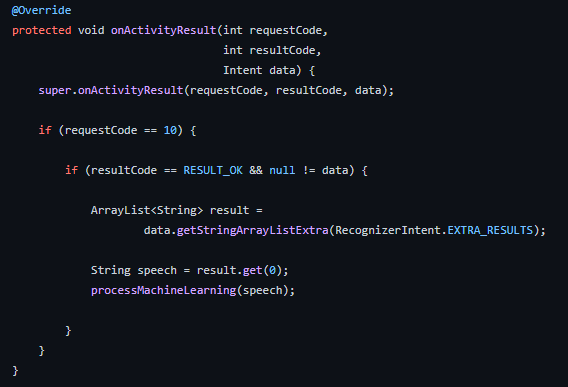 @Override
protected void onActivityResult(int requestCode,
                                int resultCode,
                                Intent data) {
    super.onActivityResult(requestCode, resultCode, data);

    if (requestCode == 10) {

        if (resultCode == RESULT_OK && null != data) {

            ArrayList<String> result =
                    data.getStringArrayListExtra(RecognizerIntent.EXTRA_RESULTS);

            String speech = result.get(0);
            processMachineLearning(speech);

        }
    }
}